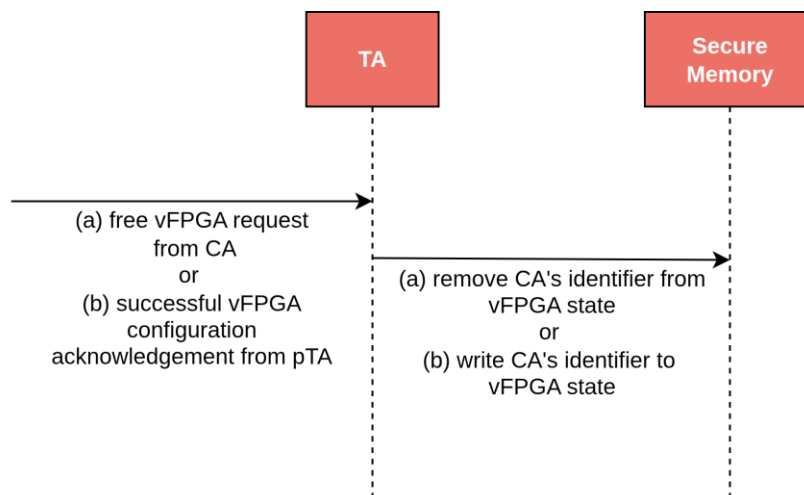 TA
Secure
Memory
(a) free vFPGA request
from CA
or
(b) successful vFPGA
configuration
acknowledgement from pTA
(a) remove CA's identifier from
vFPGA state
or
(b) write CA's identifier to
vFPGA state